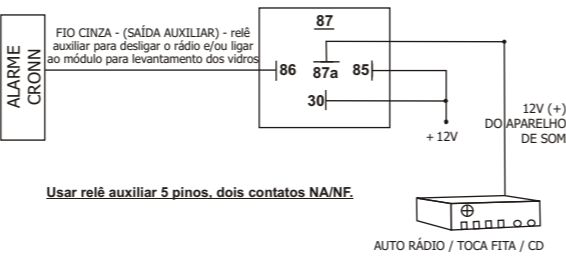 ALARME
CRONN
FIO CINZA - (SAÍDA AUXILIAR) - relê
auxiliar para desligar o rádio e/ou ligar
ao módulo para levantamento dos vidros
87
86
87a
85
30
+ 12V
12V (+)
DO APARELHO
DE SOM
Usar relê auxiliar 5 pinos, dois contatos NA/NF.
AUTO RÁDIO / TOCA FITA / CD